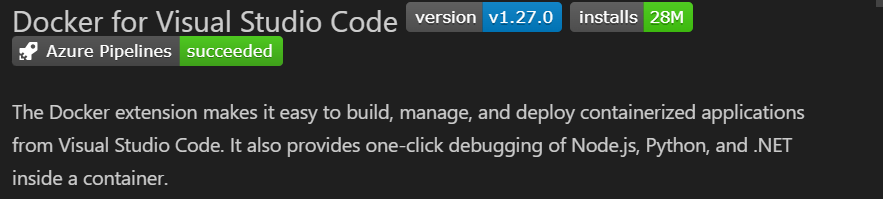 Docker for Visual Studio Code version v1.27.0 installs 28M
Azure Pipelines succeeded
The Docker extension makes it easy to build, manage, and deploy containerized applications
from Visual Studio Code. It also provides one-click debugging of Node.js, Python, and .NET
inside a container.